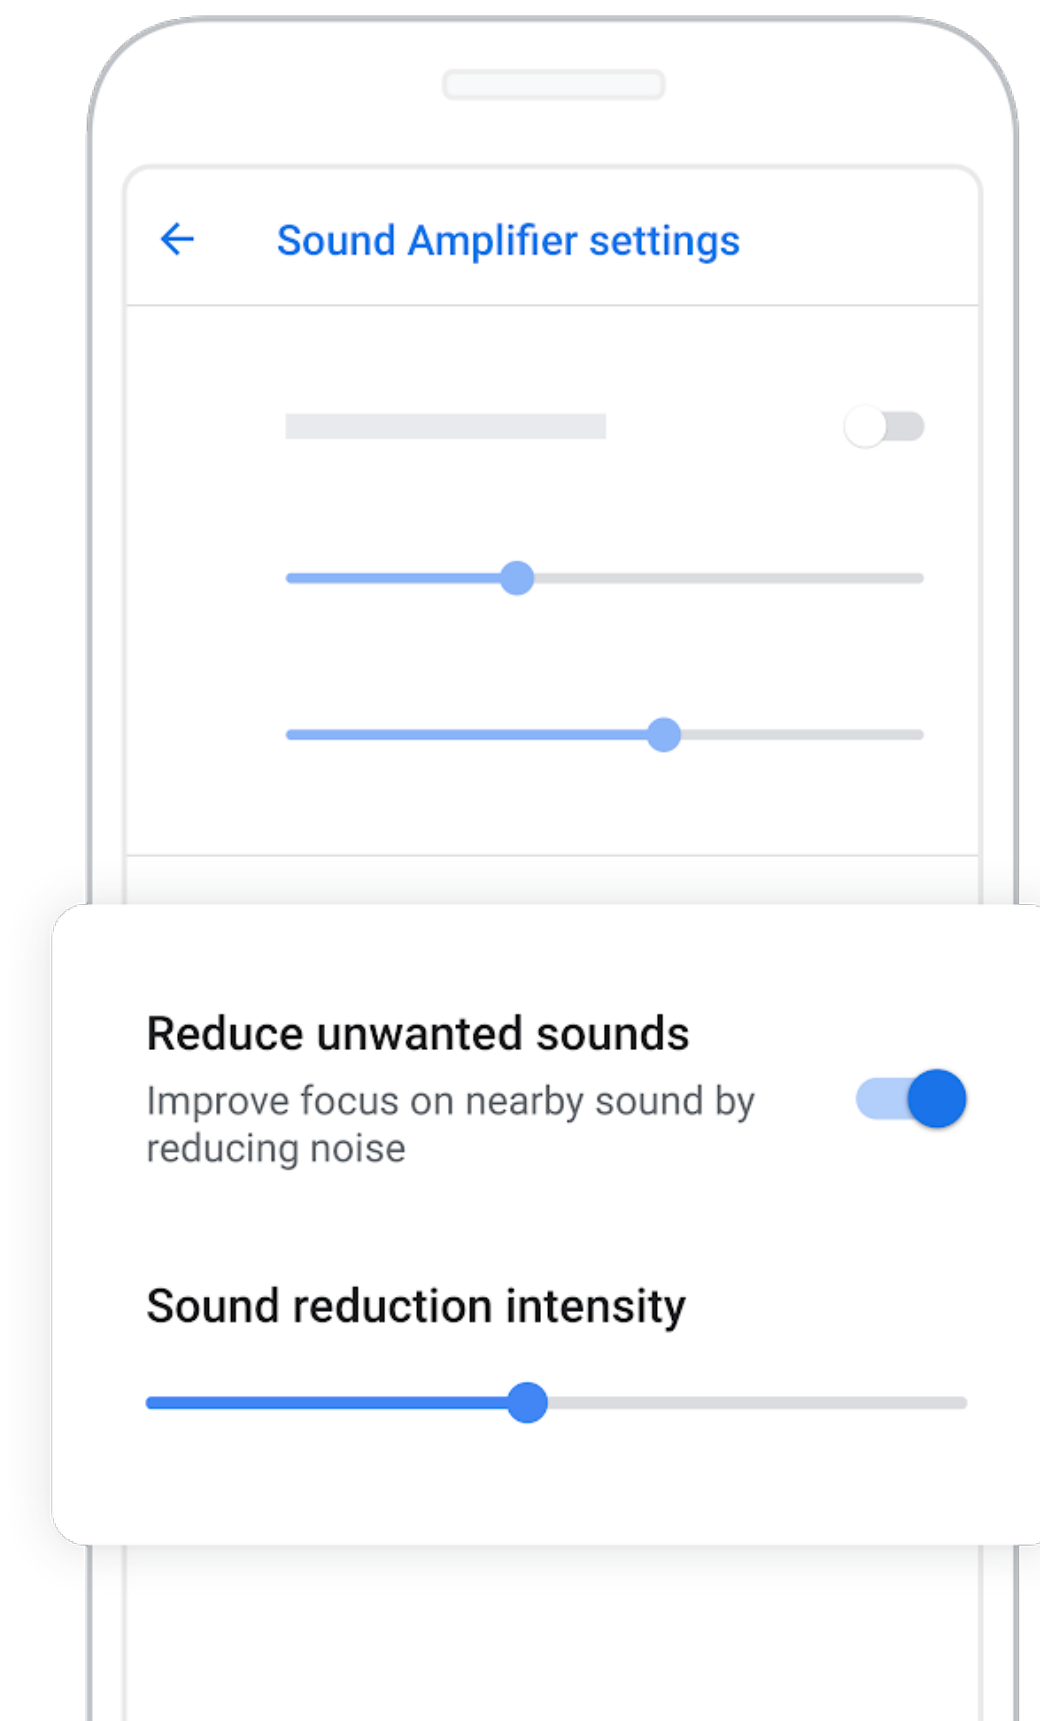 Sound Amplifier settings
Reduce unwanted sounds
Improve focus on nearby sound by
reducing noise
Sound reduction intensity